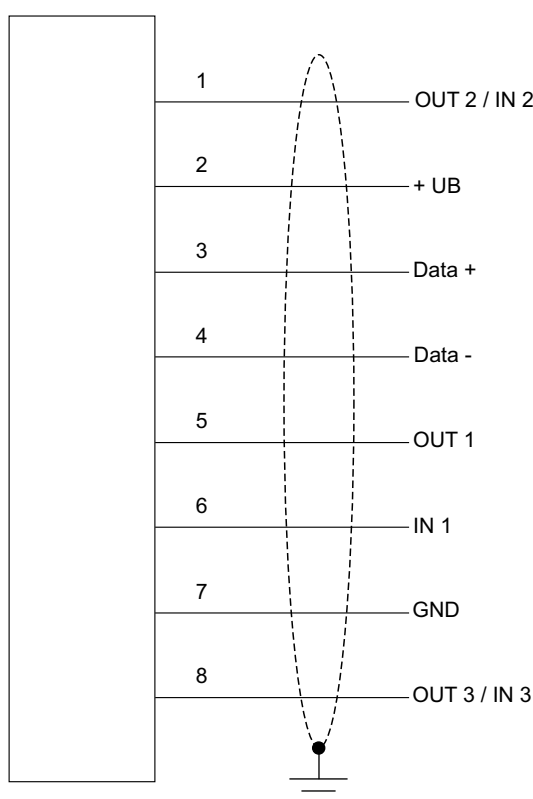 1
OUT 2 / IN 2
2
+ UB
3
Data +
4
Data -
5
OUT 1
6
IN 1
7
GND
8
OUT 3 / IN 3